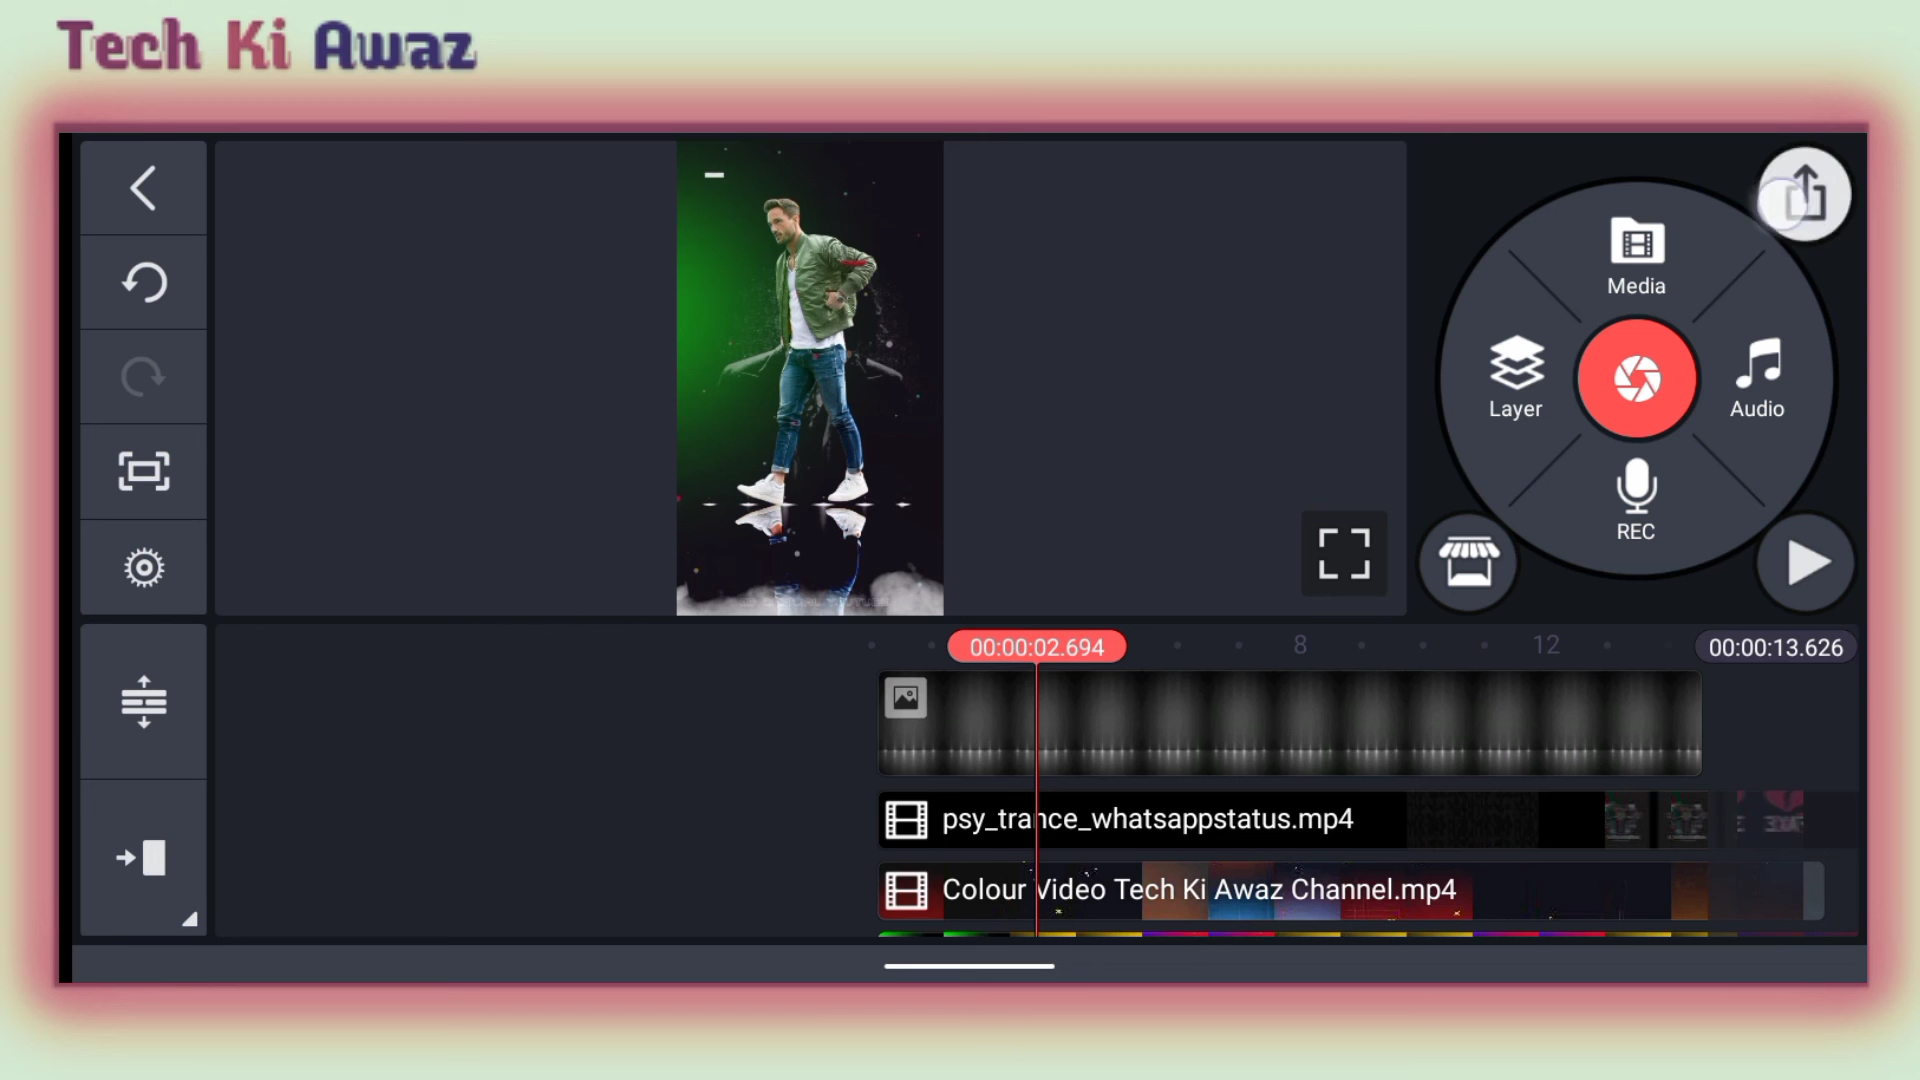 Tech Ki Awaz
Media
Layer
Audio
REC
00:00:02.694
8
12
00:00:13.626
psy_trance_whatsappstatus.mp4
Colour Video Tech Ki Awaz Channel.mp4